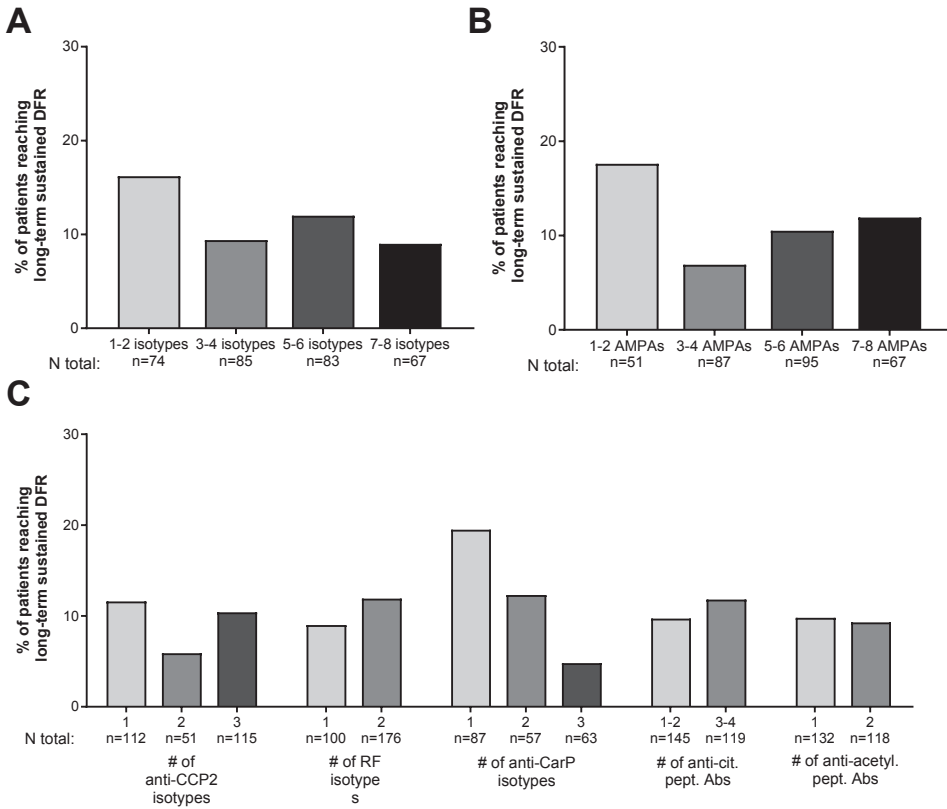 A
% of patients reaching
long-term sustained DFR
30
20
10
0
1-2 isotypes 3-4 isotypes 5-6 isotypes 7-8 isotypes
N total: n=74 n=85 n=83 n=67
B
% of patients reaching
long-term sustained DFR
30
20
10
0
1-2 AMPAs 3-4 AMPAs 5-6 AMPAs 7-8 AMPAs
N total: n=51 n=87 n=95 n=67
C
% of patients reaching
long-term sustained DFR
30
20
10
0
1 2 3 1 2 1 2 3 1-2 3-4 1 2
N total: n=112 n=51 n=115 n=100 n=176 n=87 n=57 n=63 n=145 n=119 n=132 n=118
# of
anti-CCP2
isotypes
# of RF
isotype
s
# of anti-CarP
isotypes
# of anti-cit.
pept. Abs
# of anti-acetyl.
pept. Abs